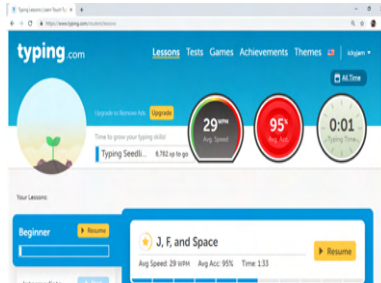 Typing Lessons | Learn Touch Ty
https://www.typing.com/student/lessons
typing.com
Lessons Tests Games Achievements Themes
All Time
Upgrade to Remove Ads Upgrade
Time to grow your typing skills!
Typing Seedli... 6,702 xp to go
29 WPM
Avg. Speed
95%
Avg. Acc.
0:01
Typing Time
Your Lessons:
Beginner
Resume
J, F, and Space
Avg Speed: 29 WPM Avg Acc: 95% Time: 1:33
Resume